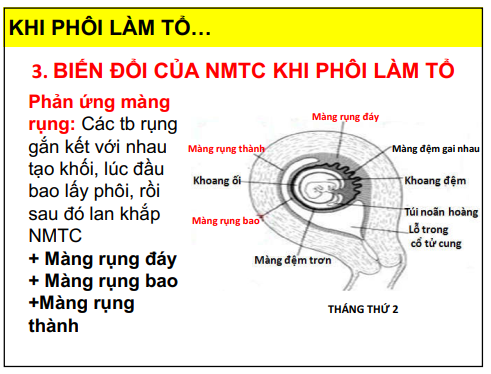 KHI PHÔI LÀM TỔ...
3. BIẾN ĐỔI CỦA NMTC KHI PHÔI LÀM TỔ
Phản ứng màng
rụng: Các tb rụng
gắn kết với nhau
tạo khối, lúc đầu
bao lấy phôi, rồi
sau đó lan khắp
NMTC
+ Màng rụng đáy
+ Màng rụng bao
+Màng rụng
thành
Màng rụng đáy
Màng rụng thành
Màng đệm gai nhau
Khoang ối
Khoang đệm
Túi noãn hoàng
Màng rụng bao
Lỗ trong
cổ tử cung
Màng đệm trơn
THÁNG THỨ 2